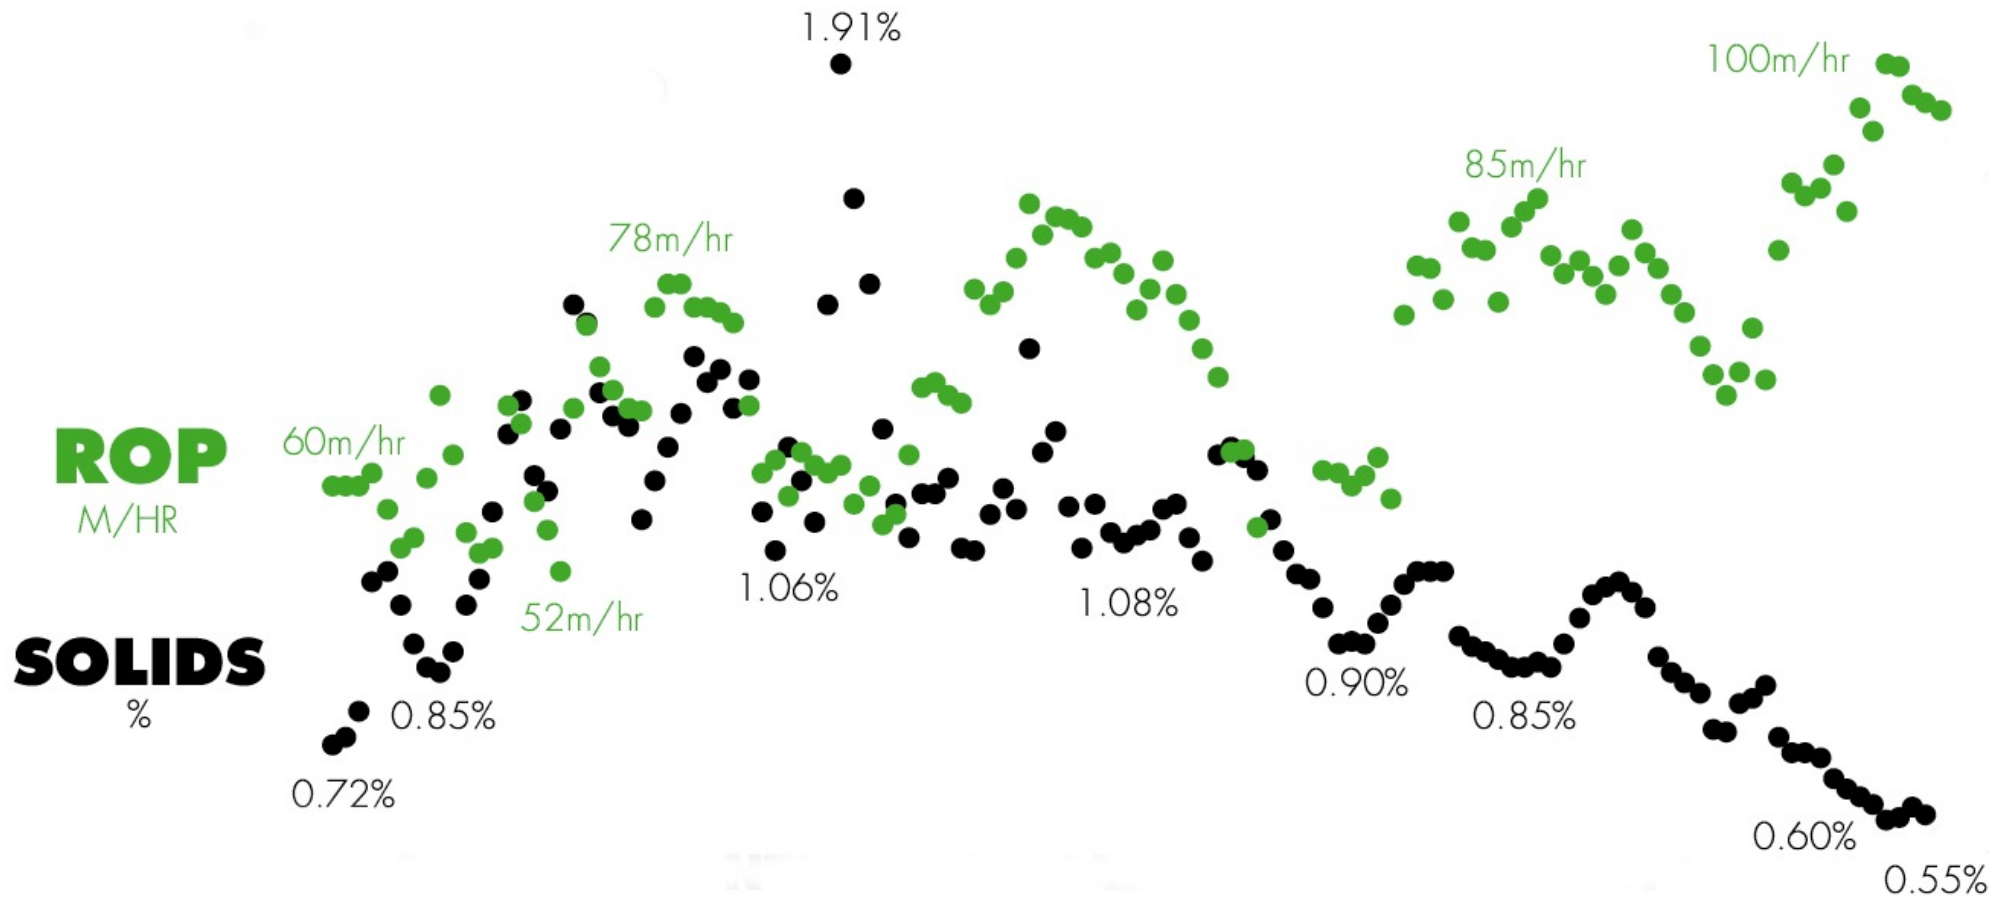 1.91%
100m/hr
85m/hr
78m/hr
ROP
M/HR
60m/hr
52m/hr
1.06%
1.08%
SOLIDS
%
0.85%
0.72%
0.90%
0.85%
0.60%
0.55%